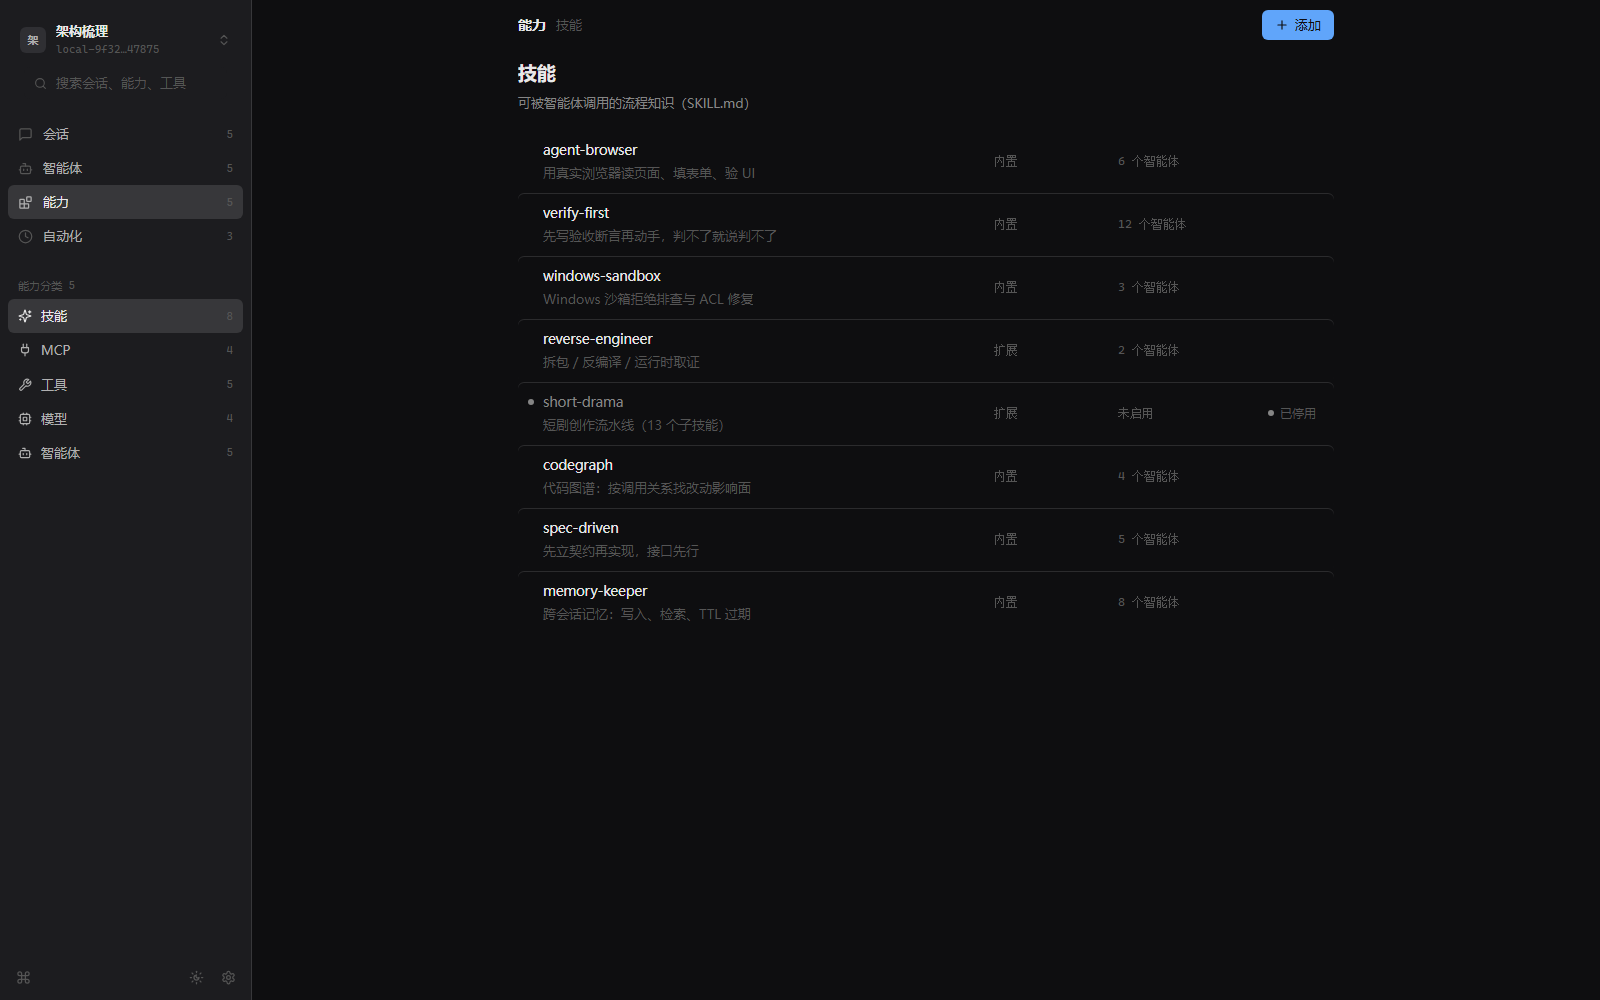 架
架构梳理
local-9f32…47875
搜索会话、能力、工具
会话 5
智能体 5
能力 5
自动化 3
能力分类 5
技能 8
MCP 4
工具 5
模型 4
智能体 5
能力 技能
添加
技能
可被智能体调用的流程知识（SKILL.md）
agent-browser
用真实浏览器读页面、填表单、验 UI
内置
6 个智能体
verify-first
先写验收断言再动手，判不了就说判不了
内置
12 个智能体
windows-sandbox
Windows 沙箱拒绝排查与 ACL 修复
内置
3 个智能体
reverse-engineer
拆包 / 反编译 / 运行时取证
扩展
2 个智能体
short-drama
短剧创作流水线（13 个子技能）
扩展
未启用
已停用
codegraph
代码图谱：按调用关系找改动影响面
内置
4 个智能体
spec-driven
先立契约再实现，接口先行
内置
5 个智能体
memory-keeper
跨会话记忆：写入、检索、TTL 过期
内置
8 个智能体